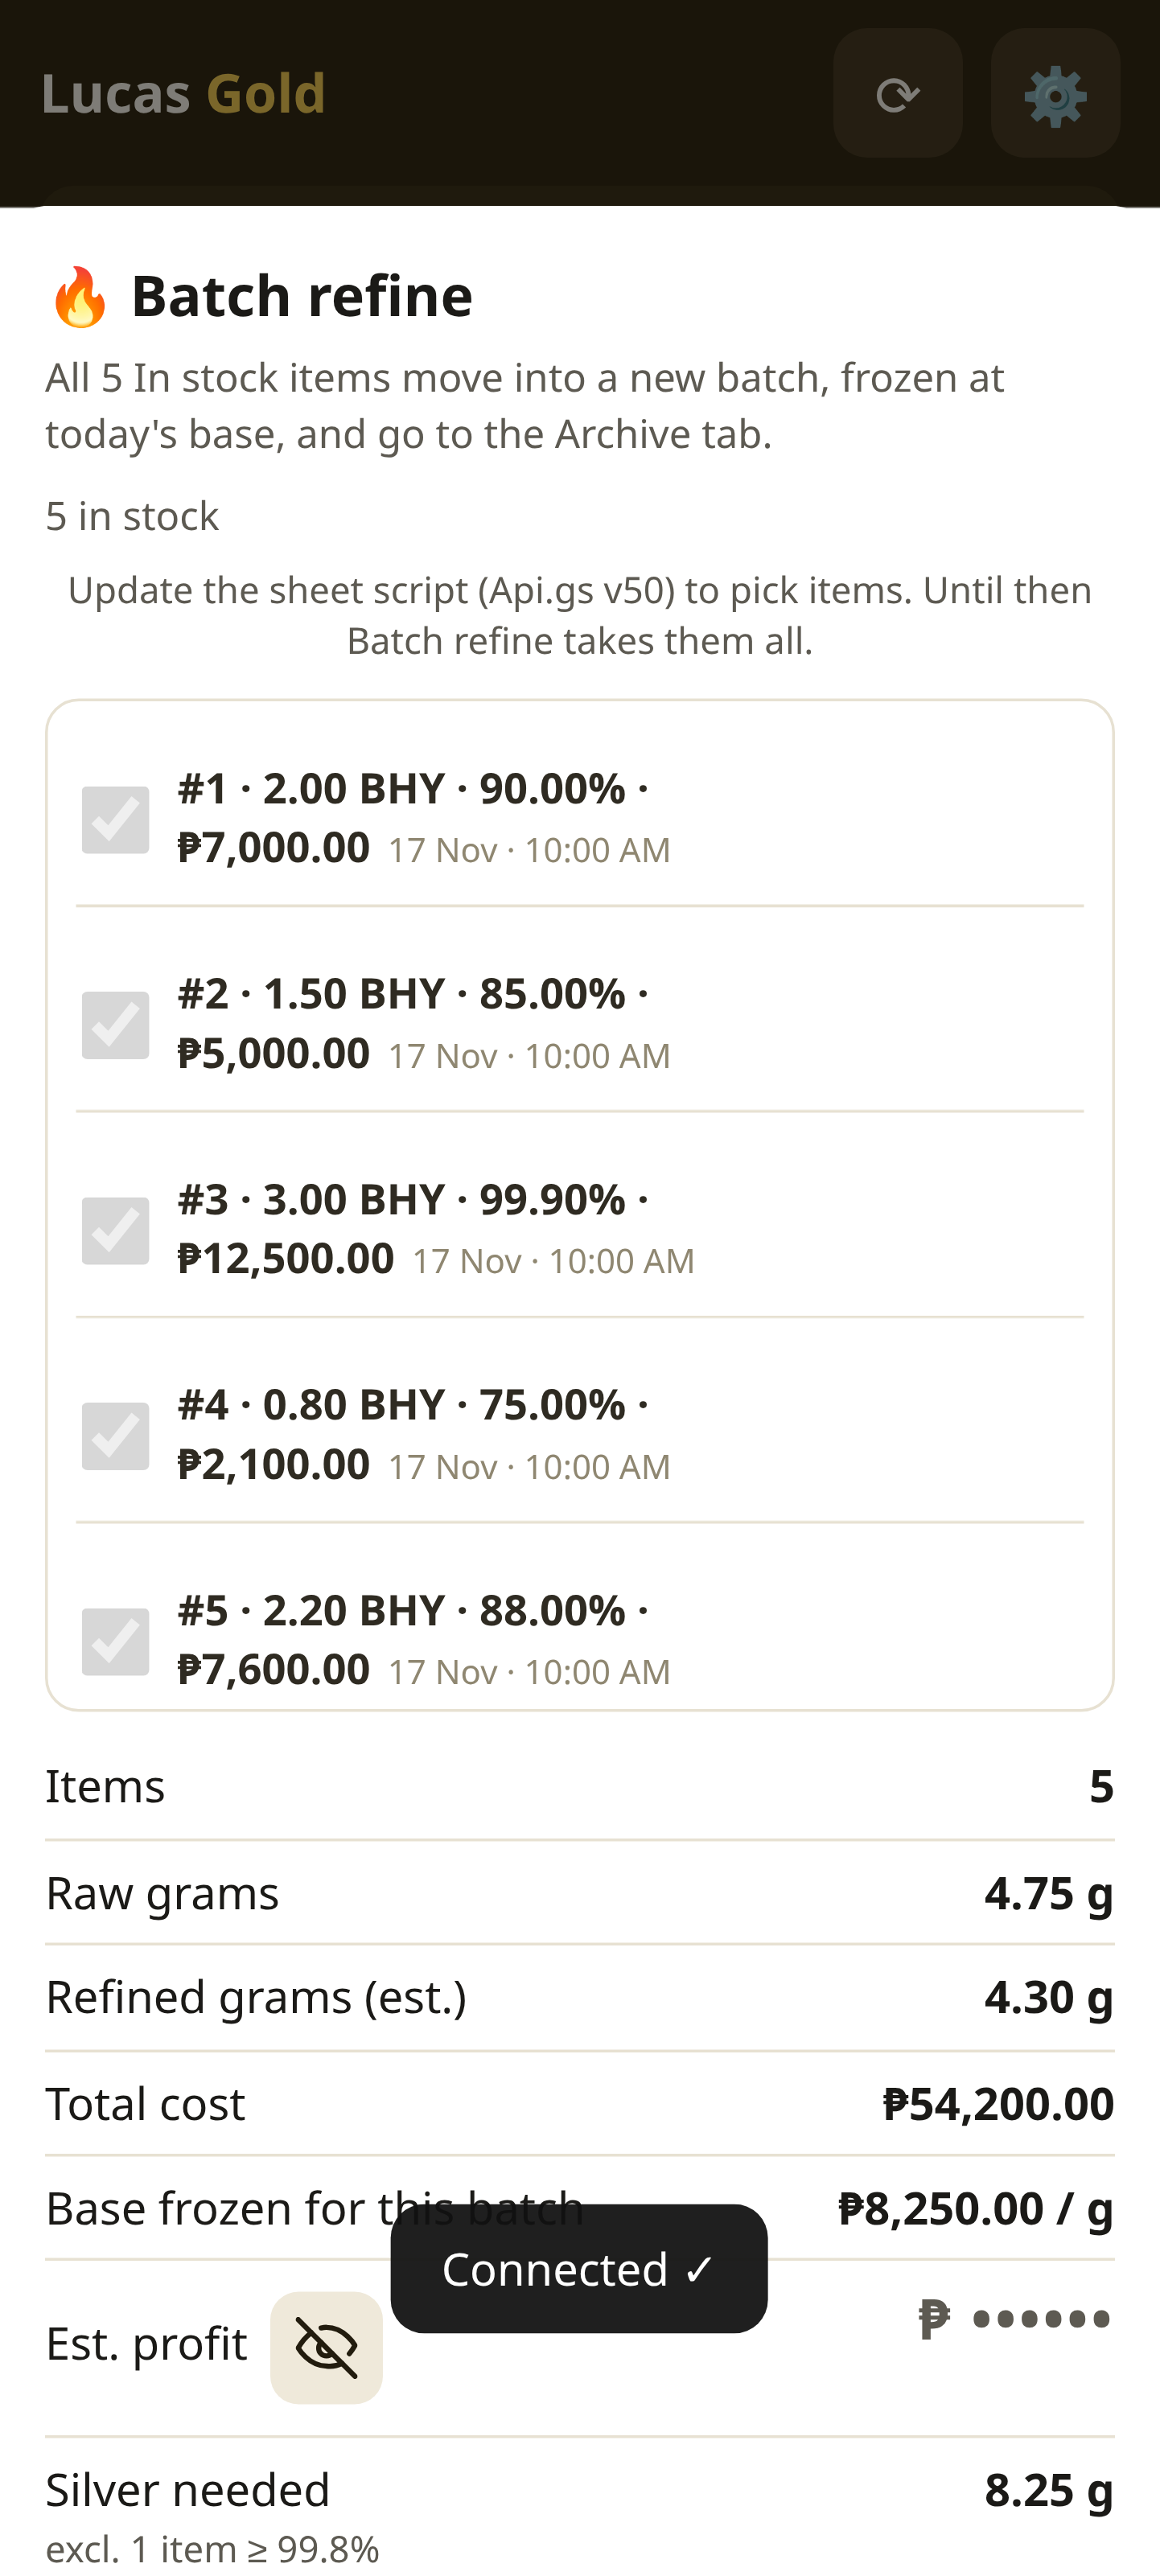 Lucas Gold
🔥 Batch refine
All 5 In stock items move into a new batch, frozen at
today's base, and go to the Archive tab.
5 in stock
Update the sheet script (Api.gs v50) to pick items. Until then
Batch refine takes them all.
#1 · 2.00 BHY · 90.00% ·
₱7,000.00 17 Nov · 10:00 AM
#2 · 1.50 BHY · 85.00% ·
₱5,000.00 17 Nov · 10:00 AM
#3 · 3.00 BHY · 99.90% ·
₱12,500.00 17 Nov · 10:00 AM
#4 · 0.80 BHY · 75.00% ·
₱2,100.00 17 Nov · 10:00 AM
#5 · 2.20 BHY · 88.00% ·
₱7,600.00 17 Nov · 10:00 AM
Items 5
Raw grams 4.75 g
Refined grams (est.) 4.30 g
Total cost ₱54,200.00
Base frozen for this batch ₱8,250.00 / g
Connected ✓
Est. profit ₱ ••••••
Silver needed 8.25 g
excl. 1 item ≥ 99.8%